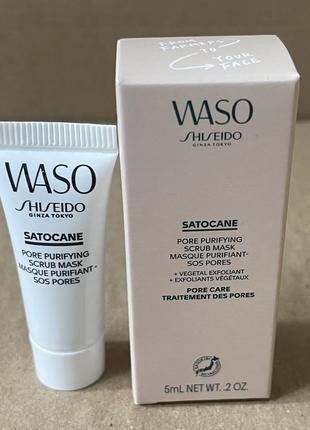 WASO
SHISEIDO
GINZA TOKYO
SATOCANE
PORE PURIFYING
SCRUB MASK
MASQUE PURIFIANT-
SOS PORES
FROM FARMERS
TO
YOUR
FACE
WASO
SHISEIDO
GINZA TOKYO
SATOCANE
PORE PURIFYING
SCRUB MASK
MASQUE PURIFIANT-
SOS PORES
+ VEGETAL EXFOLIANT
+ EXFOLIANTS VÉGÉTAUX
PORE CARE
TRAITEMENT DES PORES
5mL NET WT. .2 OZ.